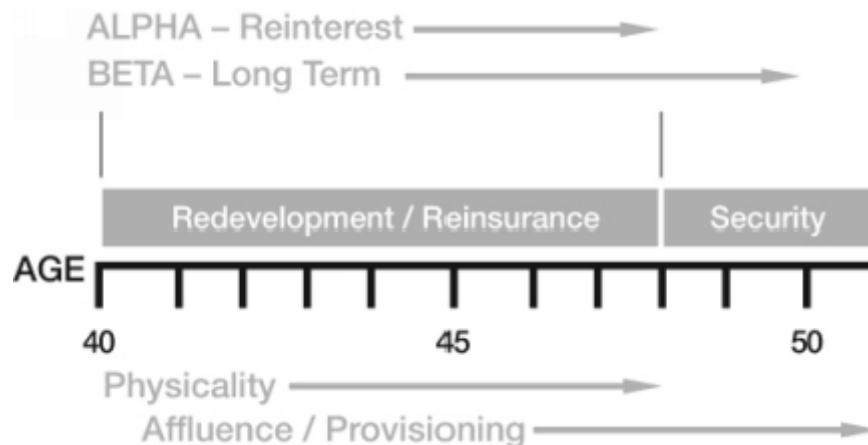 ALPHA – Reinterest
BETA – Long Term
Redevelopment / Reinsurance Security
AGE
40 45 50
Physicality
Affluence / Provisioning